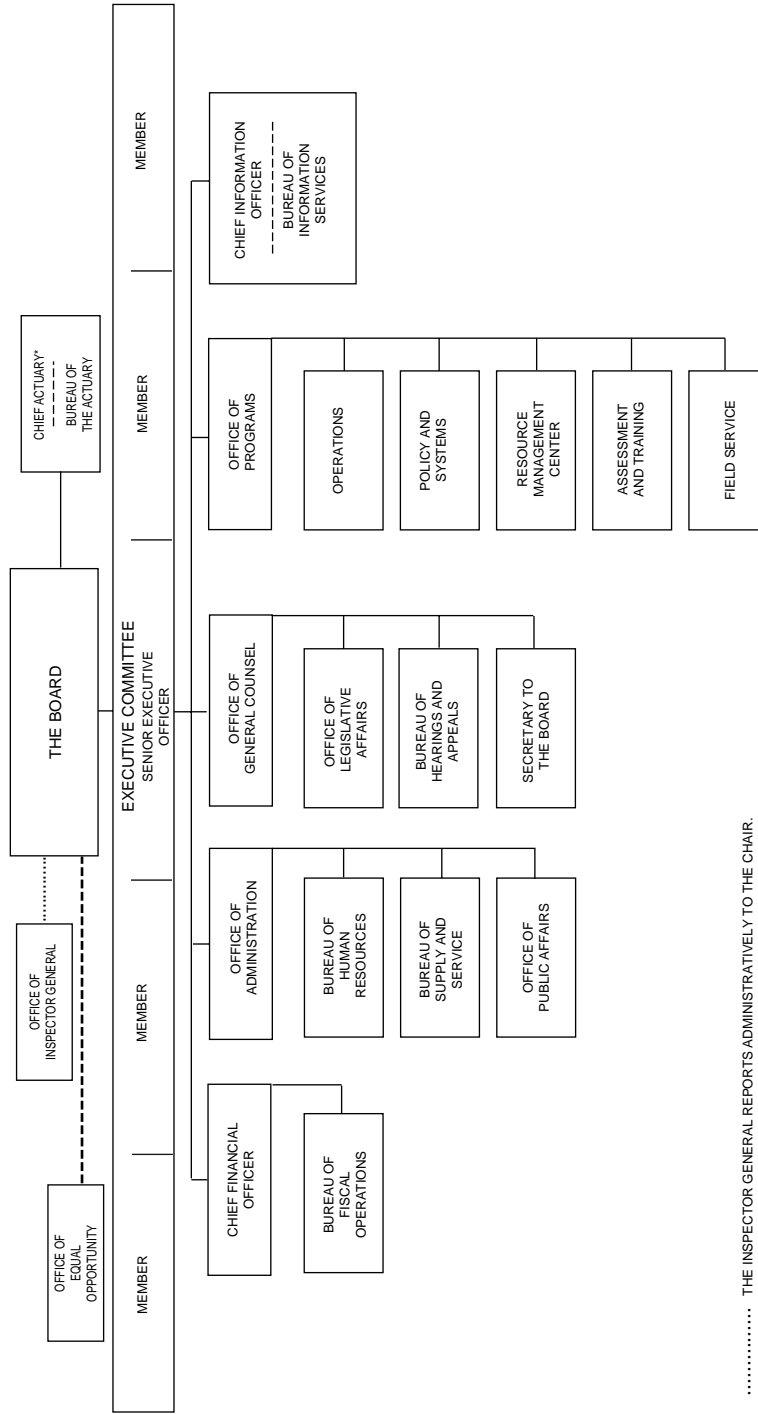 THE BOARD
OFFICE OF
INSPECTOR GENERAL
OFFICE OF
EQUAL
OPPORTUNITY
CHIEF ACTUARY*
BUREAU OF
THE ACTUARY
EXECUTIVE COMMITTEE
MEMBER
MEMBER
SENIOR EXECUTIVE
OFFICER
MEMBER
MEMBER
CHIEF FINANCIAL
OFFICER
BUREAU OF
FISCAL
OPERATIONS
OFFICE OF
ADMINISTRATION
BUREAU OF
HUMAN
RESOURCES
BUREAU OF
SUPPLY AND
SERVICE
OFFICE OF
PUBLIC AFFAIRS
OFFICE OF
GENERAL COUNSEL
OFFICE OF
LEGISLATIVE
AFFAIRS
BUREAU OF
HEARINGS AND
APPEALS
SECRETARY TO
THE BOARD
OFFICE OF
PROGRAMS
OPERATIONS
POLICY AND
SYSTEMS
RESOURCE
MANAGEMENT
CENTER
ASSESSMENT
AND TRAINING
FIELD SERVICE
CHIEF INFORMATION
OFFICER
BUREAU OF
INFORMATION
SERVICES
.............. THE INSPECTOR GENERAL REPORTS ADMINISTRATIVELY TO THE CHAIR.